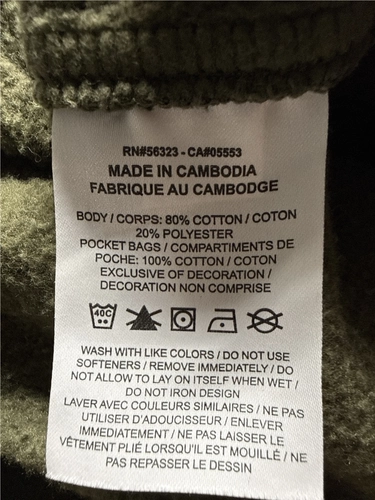 RN#56323 - CA#05553
MADE IN CAMBODIA
FABRIQUE AU CAMBODGE
BODY / CORPS: 80% COTTON / COTON
20% POLYESTER
POCKET BAGS / COMPARTIMENTS DE
POCHE: 100% COTTON / COTON
EXCLUSIVE OF DECORATION /
DECORATION NON COMPRISE
40C
WASH WITH LIKE COLORS / DO NOT USE
SOFTENERS / REMOVE IMMEDIATELY / DO
NOT ALLOW TO LAY ON ITSELF WHEN WET /
DO NOT IRON DESIGN
LAVER AVEC COULEURS SIMILAIRES / NE PAS
UTILISER D'ADOUCISSEUR / ENLEVER
IMMEDIATEMENT / NE PAS LAISSER LE
VÊTEMENT PLIÉ LORSQU'IL EST MOUILLÉ / NE
PAS REPASSER LE DESSIN